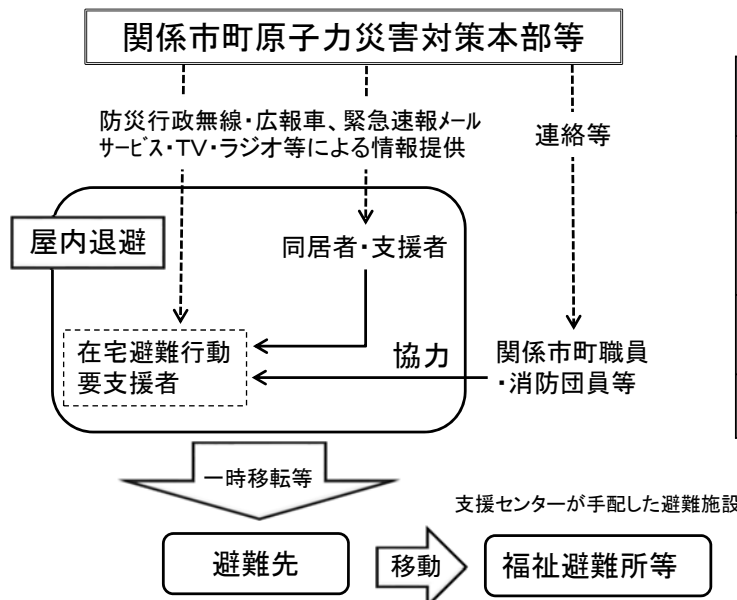 関係市町原子力災害対策本部等
防災行政無線・広報車、緊急速報メール
サービス・TV・ラジオ等による情報提供
連絡等
屋内退避
同居者・支援者
在宅避難行動
要支援者
協力
関係市町職員
・消防団員等
一時移転等
支援センターが手配した避難施設
避難先
移動
福祉避難所等